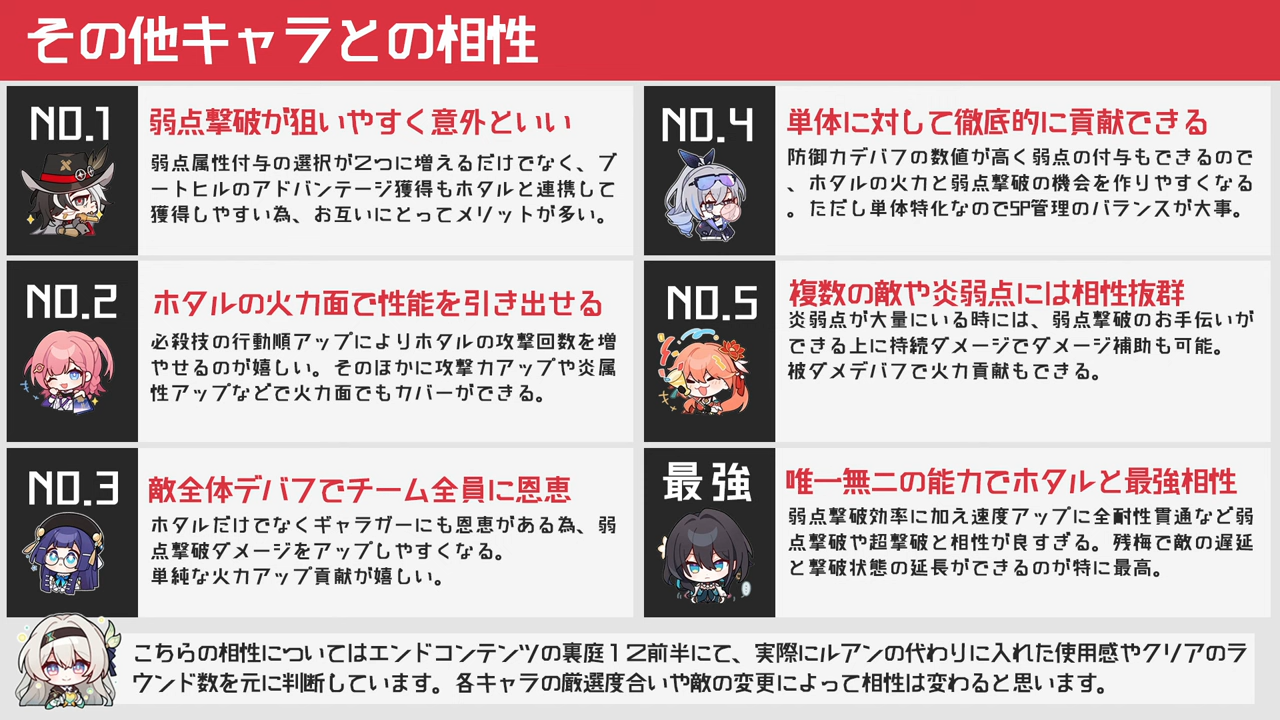 その他キャラとの相性
NO.1
弱点撃破が狙いやすく意外といい
弱点属性付与の選択が2つに増えるだけでなく、ブ
ートヒルのアドバンテージ獲得もホタルと連携して
獲得しやすい為、お互いにとってメリットが多い。
NO.2
ホタルの火力面で性能を引き出せる
必殺技の行動順アップによりホタルの攻撃回数を増
やせるのが嬉しい。そのほかに攻撃力アップや炎属
性アップなどで火力面でもカバーができる。
NO.3
敵全体デバフでチーム全員に恩恵
ホタルだけでなくギャラガーにも恩恵がある為、弱
点撃破ダメージをアップしやすくなる。
単純な火力アップ貢献が嬉しい。
NO.4
単体に対して徹底的に貢献できる
防御力デバフの数値が高く弱点の付与もできるので
、ホタルの火力と弱点撃破の機会を作りやすくなる
。ただし単体特化なのでSP管理のバランスが大事。
NO.5
複数の敵や炎弱点には相性抜群
炎弱点が大量にいる時には、弱点撃破のお手伝いが
できる上に持続ダメージでダメージ補助も可能。
被ダメデバフで火力貢献もできる。
最強
唯一無二の能力でホタルと最強相性
弱点撃破効率に加え速度アップに全耐性貫通など弱
点撃破や超撃破と相性が良すぎる。残梅で敵の遅延
と撃破状態の延長ができるのが特に最高。
こちらの相性についてはエンドコンテンツの裏庭12前半にて、実際にルアンの代わりに入れた使用感やクリアのラ
ウンド数を元に判断しています。各キャラの厳選度合いや敵の変更によって相性は変わると思います。